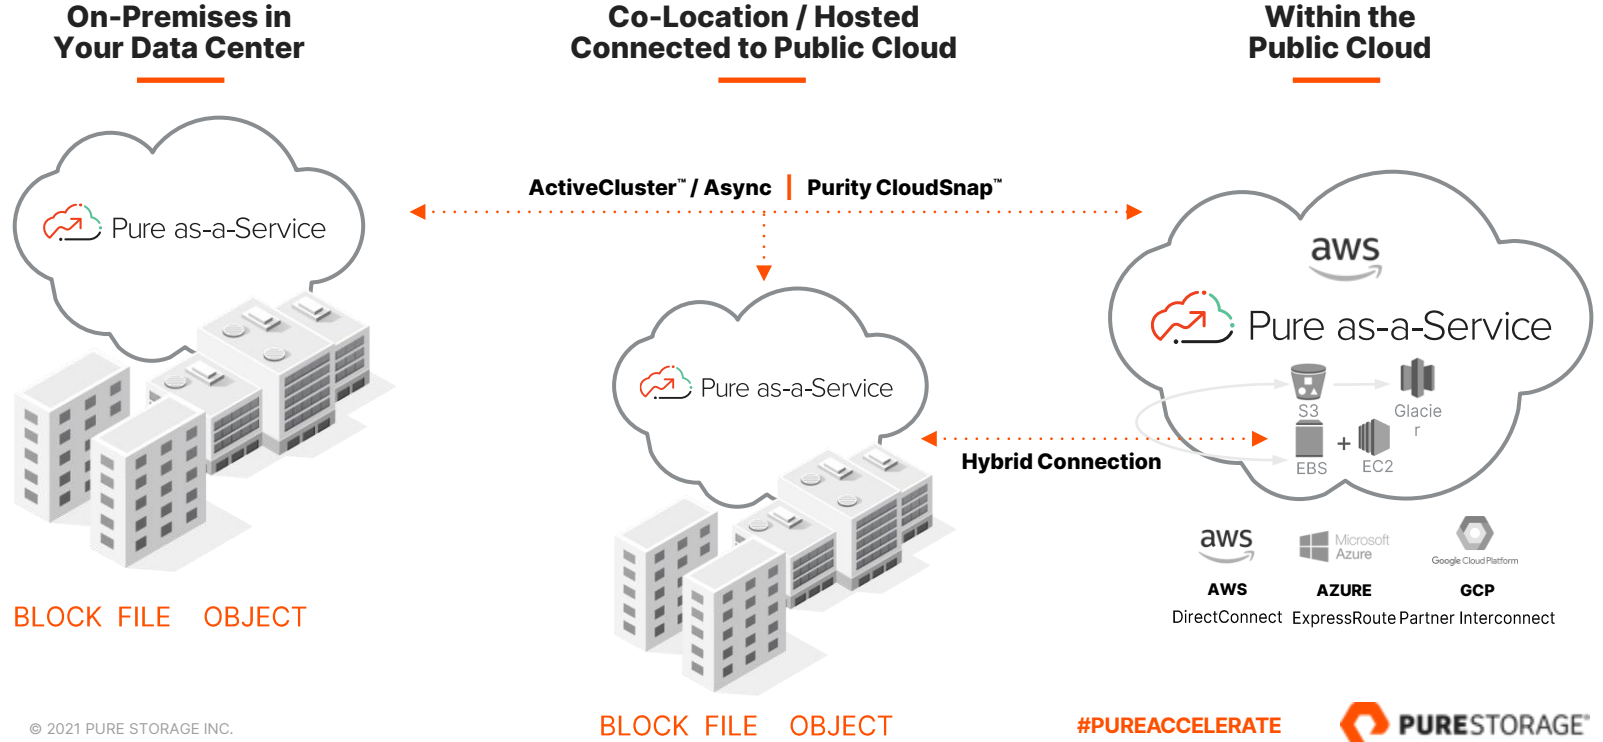 On-Premises in
Your Data Center
Co-Location / Hosted
Connected to Public Cloud
Within the
Public Cloud
ActiveCluster™ / Async | Purity CloudSnap™
Pure as-a-Service
aws
Pure as-a-Service
Pure as-a-Service
S3
Glacie
r
Hybrid Connection
EBS
+
EC2
aws
Microsoft
Azure
Google Cloud Platform
AWS
AZURE
GCP
DirectConnect
ExpressRoute
Partner Interconnect
BLOCK FILE OBJECT
BLOCK FILE OBJECT
© 2021 PURE STORAGE INC.
#PUREACCELERATE
PURESTORAGE®